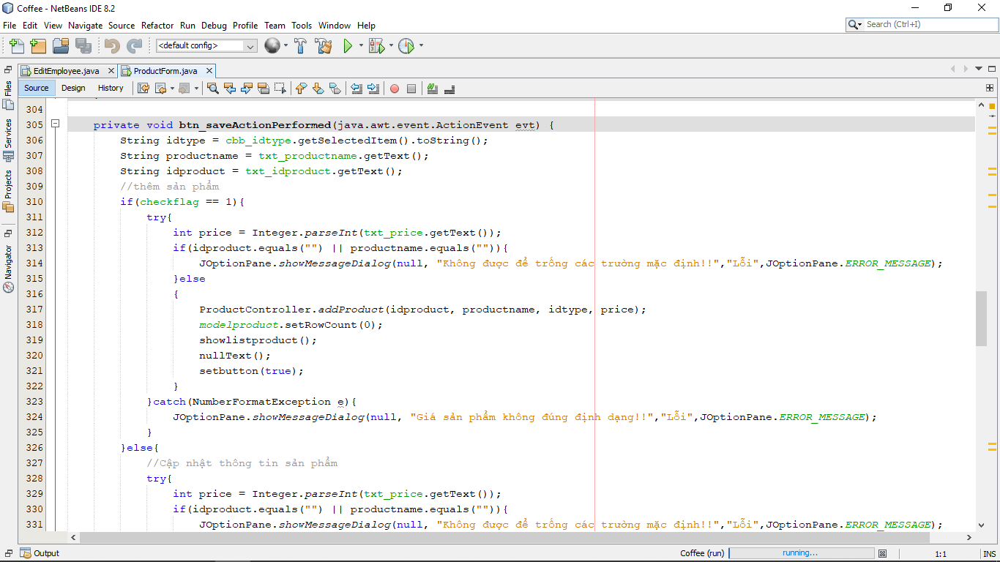 Coffee - NetBeans IDE 8.2
File Edit View Navigate Source Refactor Run Debug Profile Team Tools Window Help
Search (Ctrl+I)
<default config>
EditEmployee.java
ProductForm.java
Source Design History
Files
Services
Projects
Navigator
304
305 private void btn_saveActionPerformed(java.awt.event.ActionEvent evt) {
306 String idtype = cbb_idtype.getSelectedItem().toString();
307 String productname = txt_productname.getText();
308 String idproduct = txt_idproduct.getText();
309 //thêm sản phẩm
310 if(checkflag == 1){
311 try{
312 int price = Integer.parseInt(txt_price.getText());
313 if(idproduct.equals("") || productname.equals("")){
314 JOptionPane.showMessageDialog(null, "Không được để trống các trường mặc định!!","Lỗi",JOptionPane.ERROR_MESSAGE);
315 }else
316 {
317 ProductController.addProduct(idproduct, productname, idtype, price);
318 modelproduct.setRowCount(0);
319 showlistproduct();
320 nullText();
321 setbutton(true);
322 }
323 }catch(NumberFormatException e){
324 JOptionPane.showMessageDialog(null, "Giá sản phẩm không đúng định dạng!!","Lỗi",JOptionPane.ERROR_MESSAGE);
325 }
326 }else{
327 //Cập nhật thông tin sản phẩm
328 try{
329 int price = Integer.parseInt(txt_price.getText());
330 if(idproduct.equals("") || productname.equals("")){
331 JOptionPane.showMessageDialog(null, "Không được để trống các trường mặc định!!","Lỗi",JOptionPane.ERROR_MESSAGE);
Output
Coffee (run)
running...
1:1
INS